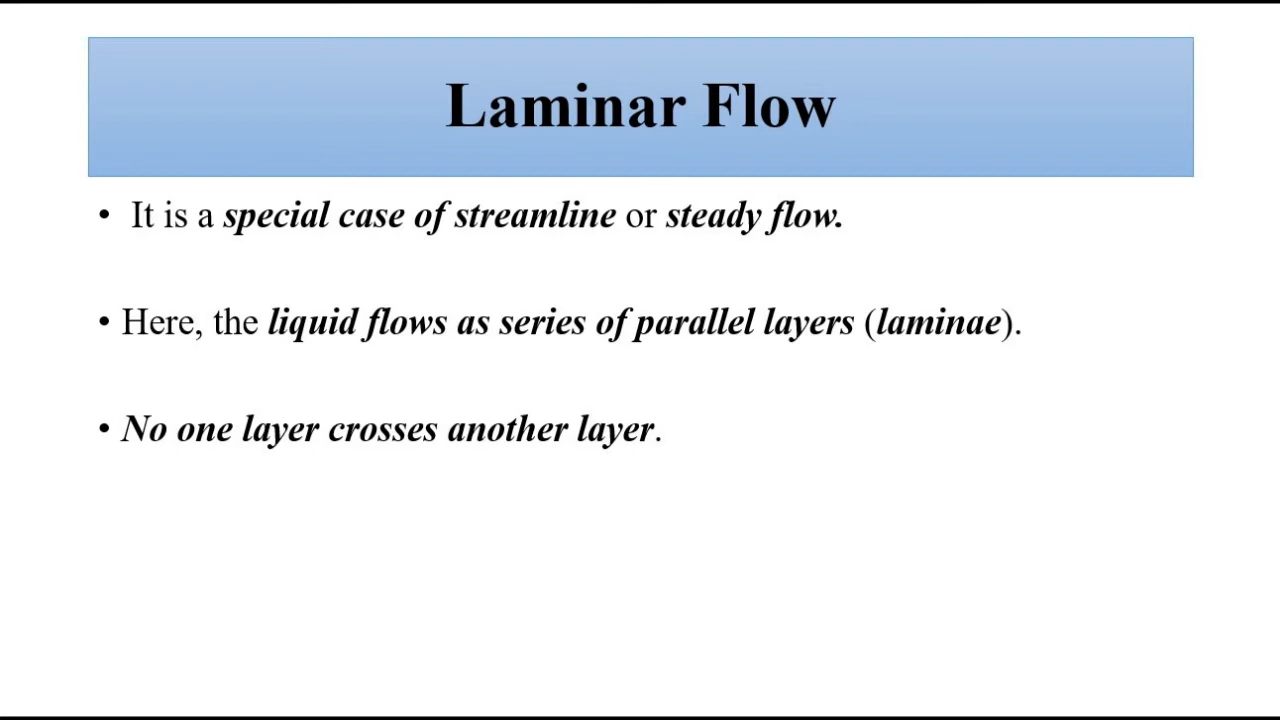 Laminar Flow
• It is a special case of streamline or steady flow.
• Here, the liquid flows as series of parallel layers (laminae).
• No one layer crosses another layer.